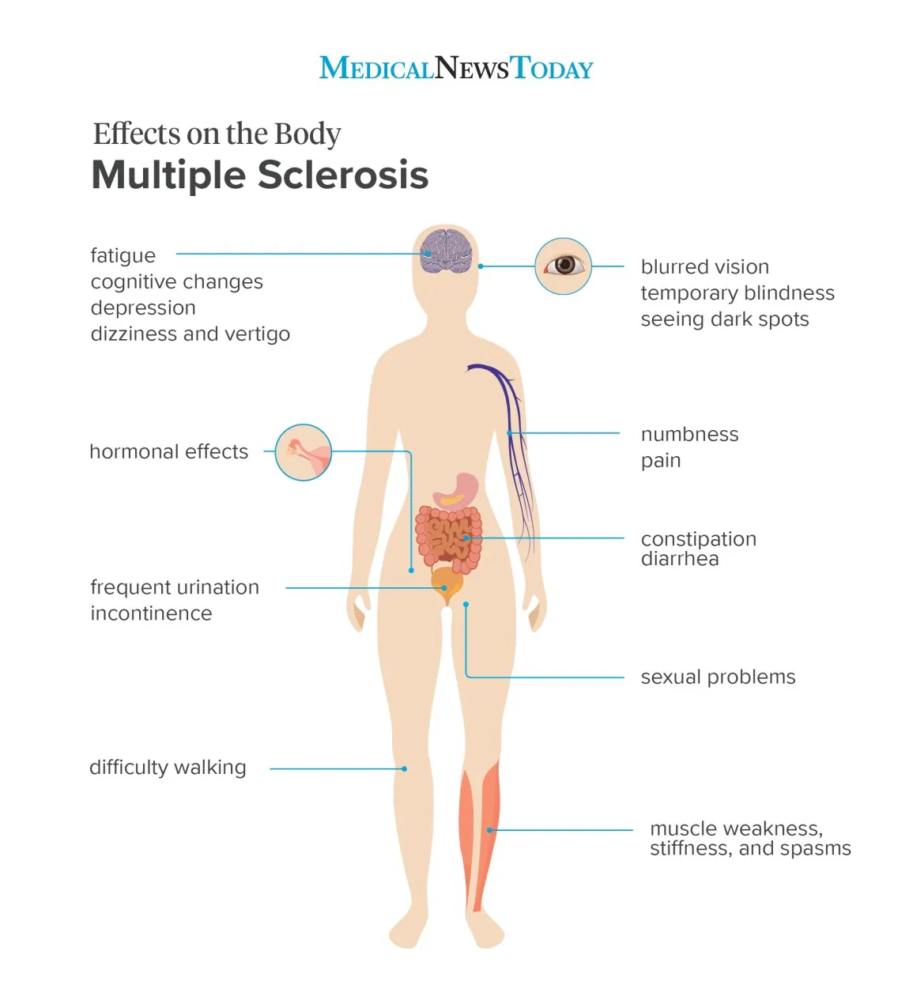 MEDICALNEWSTODAY
Effects on the Body
Multiple Sclerosis
fatigue
cognitive changes
depression
dizziness and vertigo
blurred vision
temporary blindness
seeing dark spots
hormonal effects
numbness
pain
constipation
diarrhea
frequent urination
incontinence
sexual problems
difficulty walking
muscle weakness,
stiffness, and spasms